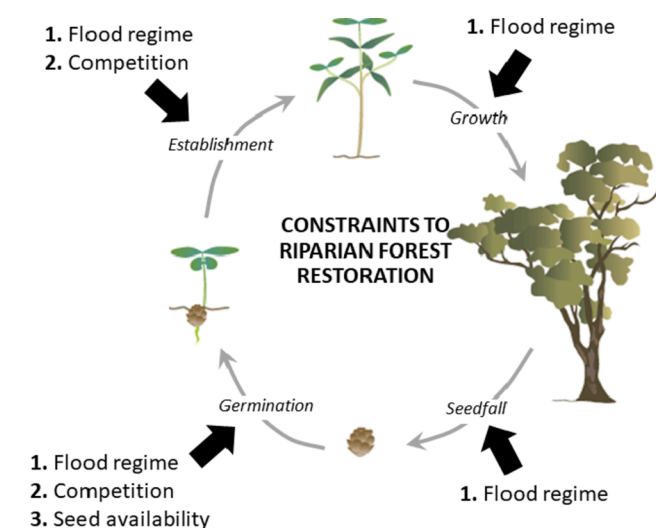 1. Flood regime
2. Competition
1. Flood regime
Growth
Establishment
CONSTRAINTS TO
RIPARIAN FOREST
RESTORATION
Germination
Seedfall
1. Flood regime
2. Competition
3. Seed availability
1. Flood regime